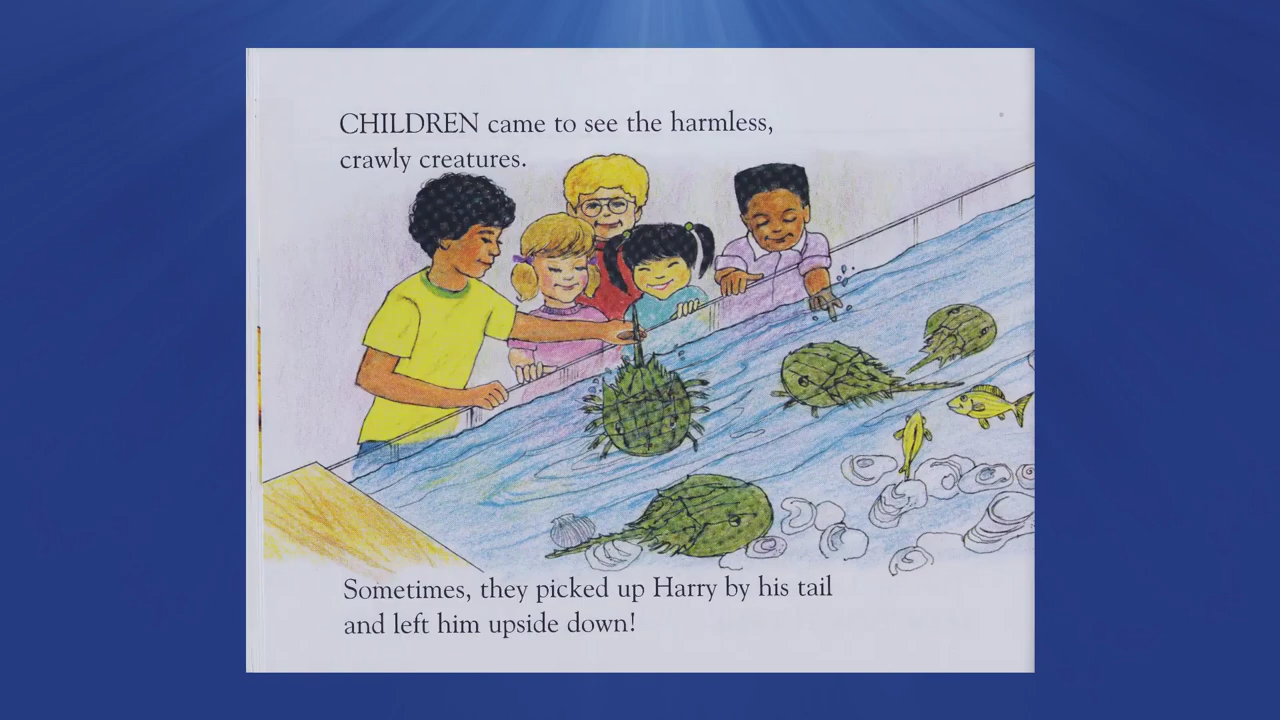 CHILDREN came to see the harmless,
crawly creatures.
Sometimes, they picked up Harry by his tail
and left him upside down!